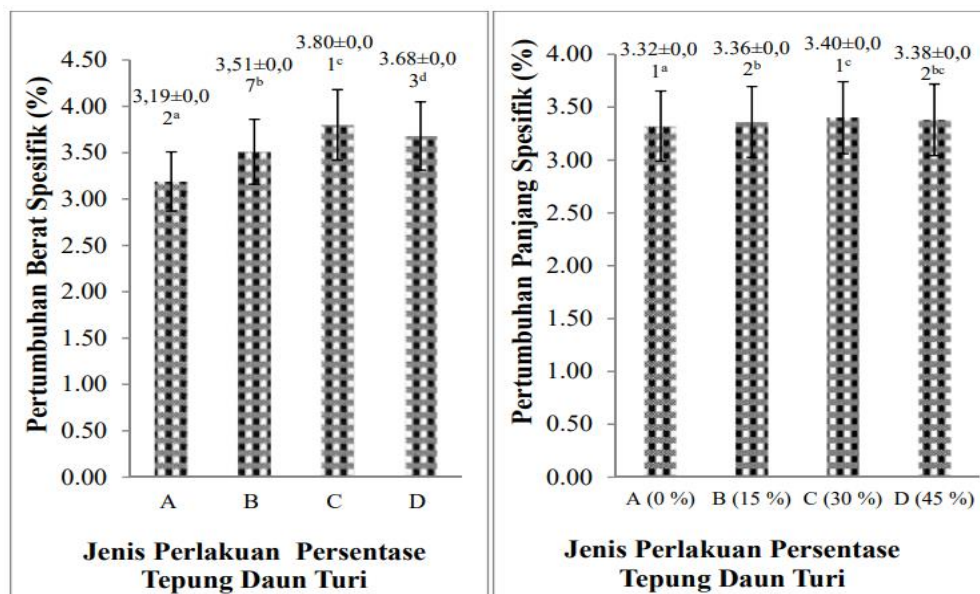 Pertumbuhan Berat Spesifik (%)
4.50
4.00
3.50
3.00
2.50
2.00
1.50
1.00
0.50
0.00
3,19±0,0
2ᵃ
3,51±0,0
7ᵇ
3.80±0,0
1ᶜ
3.68±0,0
3ᵈ
A B C D
Jenis Perlakuan Persentase
Tepung Daun Turi
Pertumbuhan Panjang Spesifik (%)
4.00
3.50
3.00
2.50
2.00
1.50
1.00
0.50
0.00
3.32±0,0
1ᵃ
3.36±0,0
2ᵇ
3.40±0,0
1ᶜ
3.38±0,0
2ᵇᶜ
A (0 %) B (15 %) C (30 %) D (45 %)
Jenis Perlakuan Persentase
Tepung Daun Turi